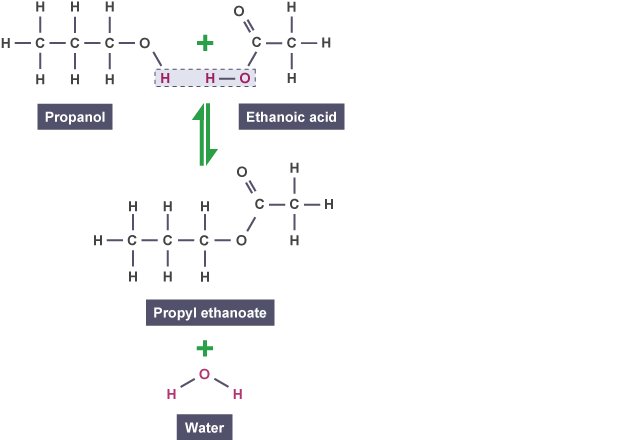 H H H O H
H C C C O + C C H
H H H H H O H
Propanol Ethanoic acid
O H
C C H
H H H H
H C C C O
H H H
Propyl ethanoate
+
O
H H
Water